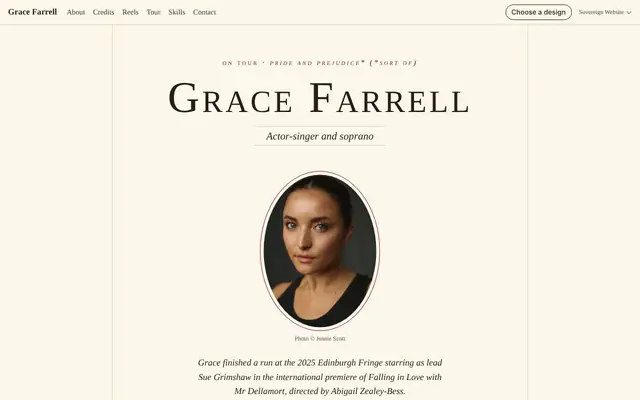 Grace Farrell
About
Credits
Reels
Tour
Skills
Contact
Choose a design
Sovereign Website
ON TOUR · PRIDE AND PREJUDICE* (*SORT OF)
GRACE FARRELL
Actor-singer and soprano
Photo © Jonnie Scott
Grace finished a run at the 2025 Edinburgh Fringe starring as lead
Sue Grimshaw in the international premiere of Falling in Love with
Mr Dellamort, directed by Abigail Zealey-Bess.